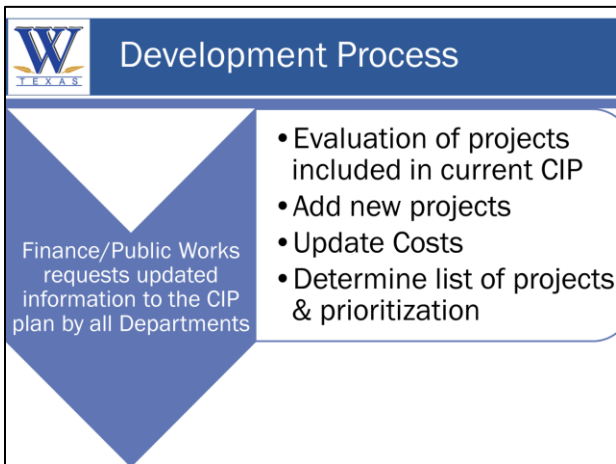 W
TEXAS
Development Process
Finance/Public Works
requests updated
information to the CIP
plan by all Departments
• Evaluation of projects
included in current CIP
• Add new projects
• Update Costs
• Determine list of projects
& prioritization